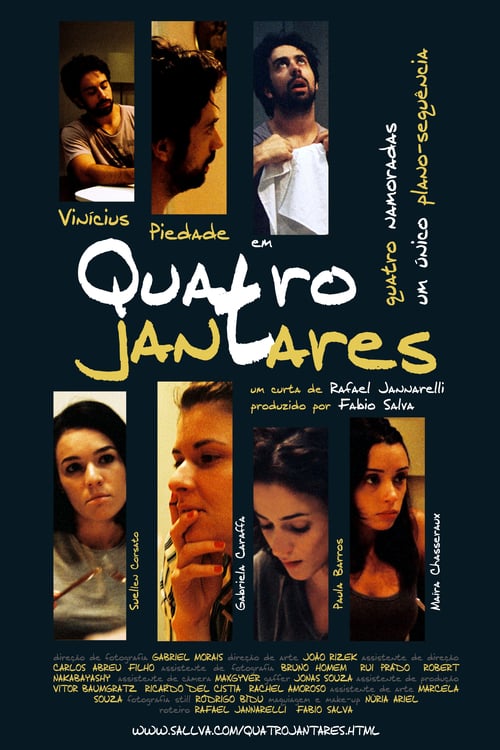 Vinícius
Piedade
em
quatro namoradas
um único plano-sequência
Quatro
jantares
um curta de Rafael Jannarelli
produzido por Fabio Salva
Suellen Corsato
Gabriela Caraffa
Paula Barros
Maíra Chasseraux
direção de fotografia GABRIEL MORAIS direção de arte JOÃO RIZEK assistente de direção
CARLOS ABREU FILHO assistente de fotografia BRUNO HOMEM RUI PRADO ROBERT
NAKABAYASHY assistente de câmera MAXGYVER gaffer JONAS SOUZA assistente de produção
VITOR BAUMGRATZ RICARDO DEL CISTIA RACHEL AMOROSO assistente de arte MARCELA
SOUZA fotografia still RODRIGO BIDU maquiagem e make-up NÚRIA ARIEL
roteiro RAFAEL JANNARELLI FABIO SALVA
WWW.SALLVA.COM/QUATROJANTARES.HTML